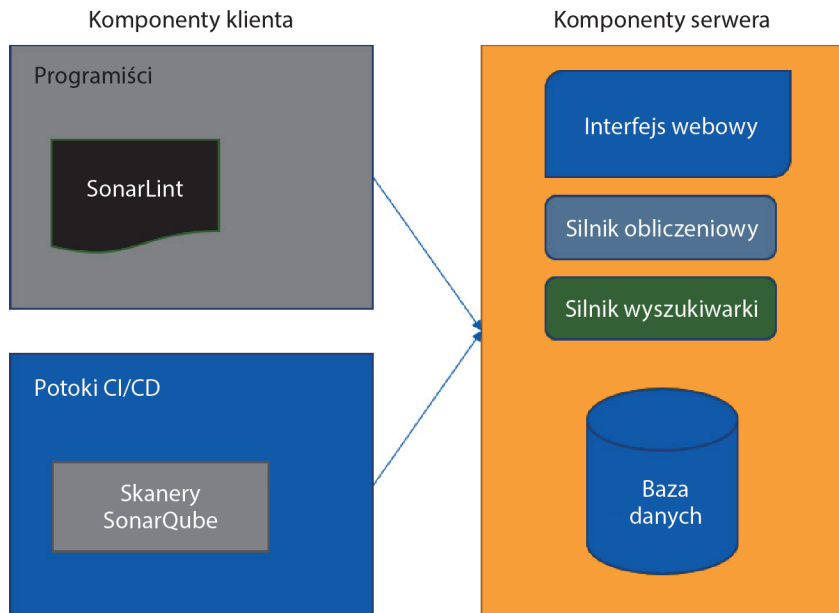 Komponenty klienta
Programiści
SonarLint
Potoki CI/CD
Skanery
SonarQube
Komponenty serwera
Interfejs webowy
Silnik obliczeniowy
Silnik wyszukiwarki
Baza
danych